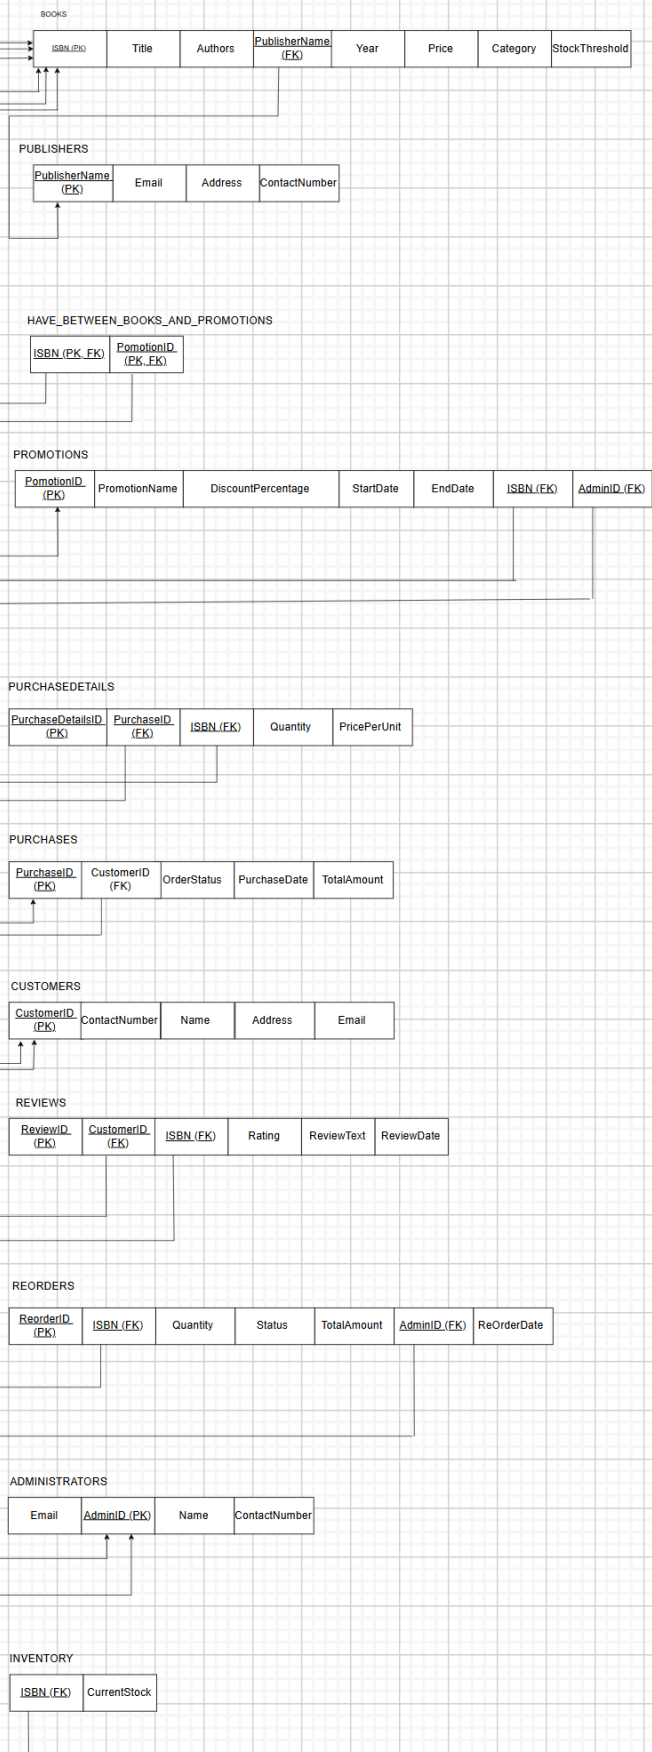 BOOKS
ISBN (PK) Title Authors PublisherName (FK) Year Price Category StockThreshold
PUBLISHERS
PublisherName (PK) Email Address ContactNumber
HAVE_BETWEEN_BOOKS_AND_PROMOTIONS
ISBN (PK, FK) PomotionID (PK, FK)
PROMOTIONS
PomotionID (PK) PromotionName DiscountPercentage StartDate EndDate ISBN (FK) AdminID (FK)
PURCHASEDETAILS
PurchaseDetailsID (PK) PurchaseID (FK) ISBN (FK) Quantity PricePerUnit
PURCHASES
PurchaseID (PK) CustomerID (FK) OrderStatus PurchaseDate TotalAmount
CUSTOMERS
CustomerID (PK) ContactNumber Name Address Email
REVIEWS
ReviewID (PK) CustomerID (FK) ISBN (FK) Rating ReviewText ReviewDate
REORDERS
ReorderID (PK) ISBN (FK) Quantity Status TotalAmount AdminID (FK) ReOrderDate
ADMINISTRATORS
Email AdminID (PK) Name ContactNumber
INVENTORY
ISBN (FK) CurrentStock